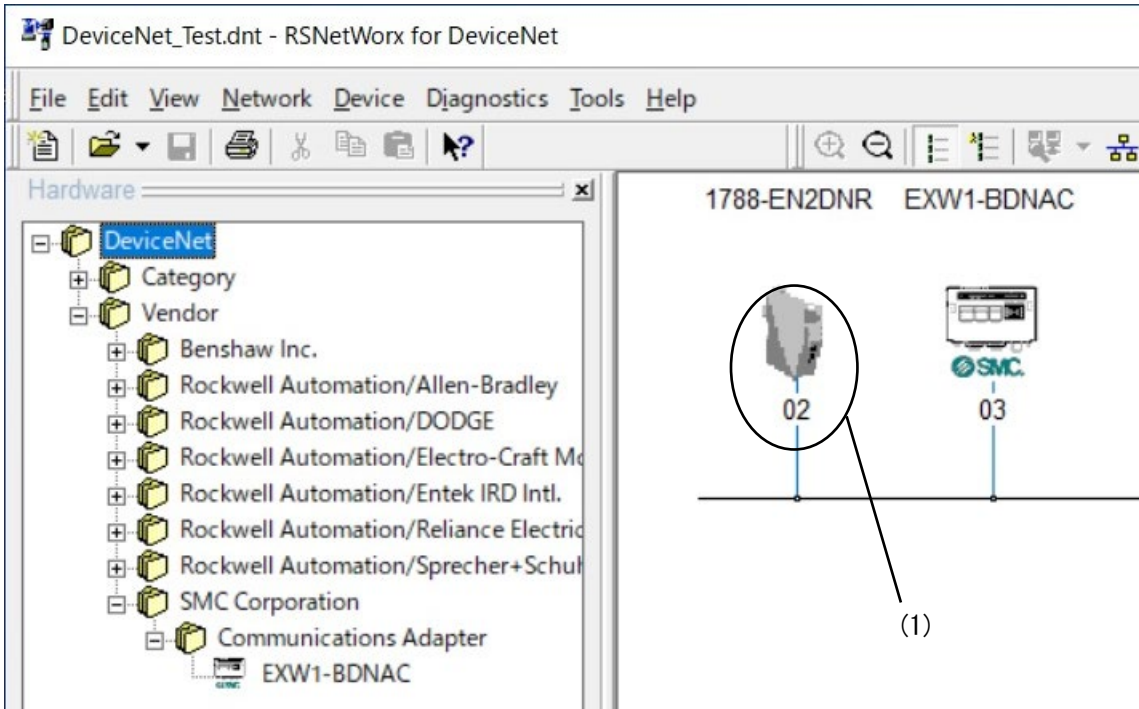 DeviceNet_Test.dnt - RSNetWorx for DeviceNet
File Edit View Network Device Diagnostics Tools Help
Hardware
DeviceNet
Category
Vendor
Benshaw Inc.
Rockwell Automation/Allen-Bradley
Rockwell Automation/DODGE
Rockwell Automation/Electro-Craft Mo
Rockwell Automation/Entek IRD Intl.
Rockwell Automation/Reliance Electric
Rockwell Automation/Sprecher+Schuh
SMC Corporation
Communications Adapter
EXW1-BDNAC
1788-EN2DNR EXW1-BDNAC
SMC.
02 03
(1)